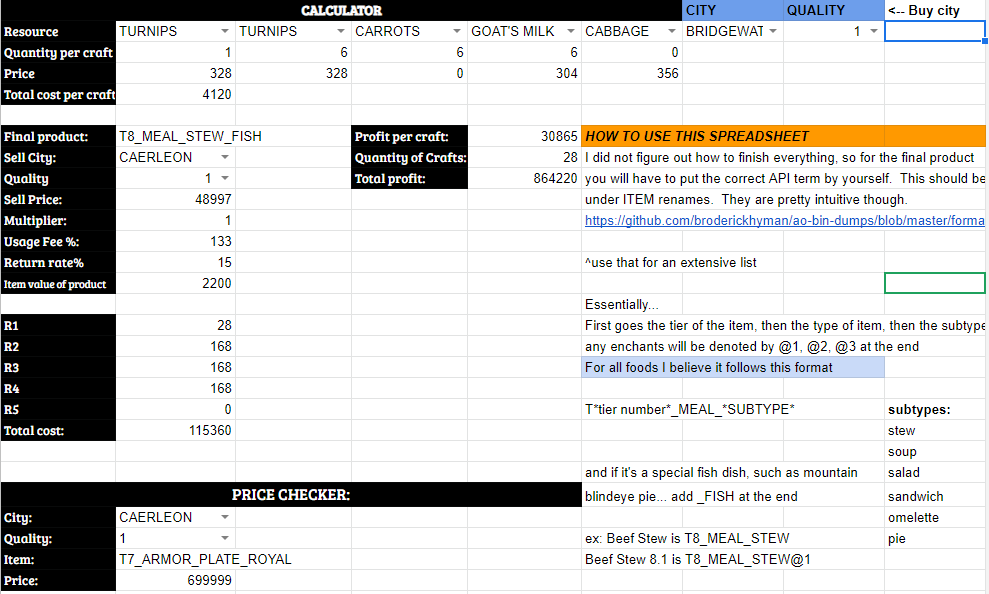 CALCULATOR CITY QUALITY <-- Buy city
Resource TURNIPS TURNIPS CARROTS GOAT'S MILK CABBAGE BRIDGEWAT 1
Quantity per craft 1 6 6 6 0
Price 328 328 0 304 356
Total cost per craft 4120
Final product: T8_MEAL_STEW_FISH Profit per craft: 30865 HOW TO USE THIS SPREADSHEET
Sell City: CAERLEON Quantity of Crafts: 28 I did not figure out how to finish everything, so for the final product
Quality 1 Total profit: 864220 you will have to put the correct API term by yourself. This should be
Sell Price: 48997 under ITEM renames. They are pretty intuitive though.
Multiplier: 1 https://github.com/broderickhyman/ao-bin-dumps/blob/master/forma
Usage Fee %: 133
Return rate% 15 ^use that for an extensive list
Item value of product 2200
Essentially...
R1 28 First goes the tier of the item, then the type of item, then the subtype
R2 168 any enchants will be denoted by @1, @2, @3 at the end
R3 168 For all foods I believe it follows this format
R4 168
R5 0 T*tier number*_MEAL_*SUBTYPE* subtypes:
Total cost: 115360 stew
soup
and if it's a special fish dish, such as mountain salad
PRICE CHECKER: blindeye pie... add _FISH at the end sandwich
City: CAERLEON omelette
Quality: 1 ex: Beef Stew is T8_MEAL_STEW pie
Item: T7_ARMOR_PLATE_ROYAL Beef Stew 8.1 is T8_MEAL_STEW@1
Price: 699999